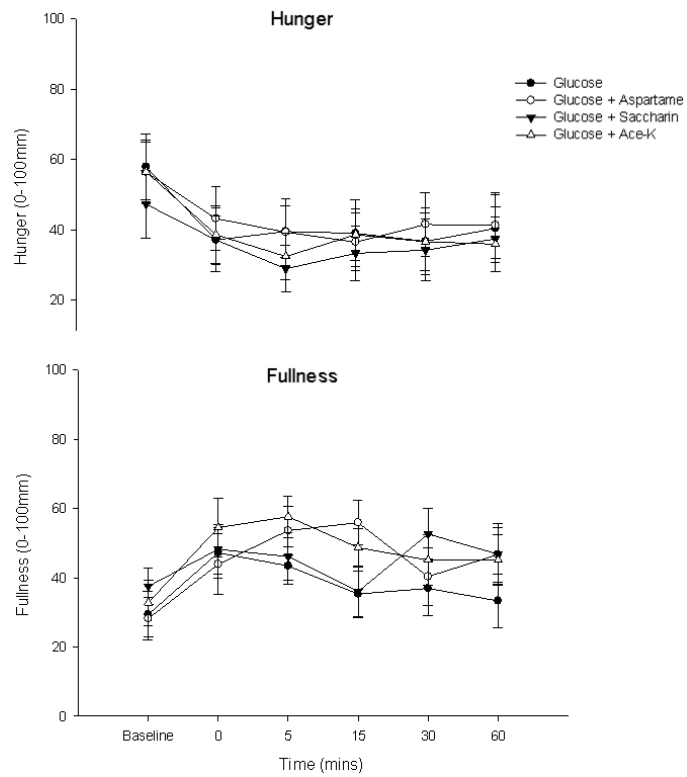 Hunger
100
80
60
40
20
Hunger (0-100mm)
Glucose
Glucose + Aspartame
Glucose + Saccharin
Glucose + Ace-K
Fullness
100
80
60
40
20
0
Fullness (0-100mm)
Baseline 0 5 15 30 60
Time (mins)